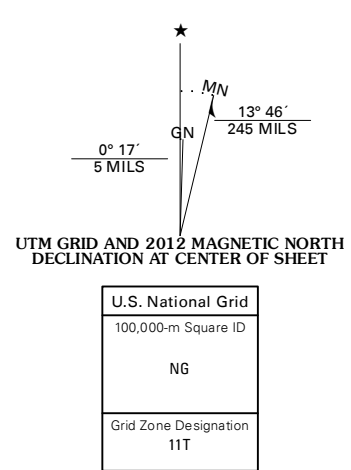 ★
MN
GN
13° 46´
245 MILS
0° 17´
5 MILS
UTM GRID AND 2012 MAGNETIC NORTH
DECLINATION AT CENTER OF SHEET
U.S. National Grid
100,000-m Square ID
NG
Grid Zone Designation
11T